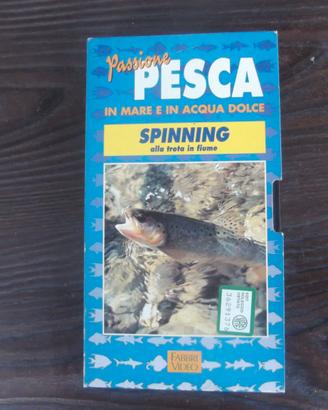 Passione
PESCA
IN MARE E IN ACQUA DOLCE
SPINNING
alla trota in fiume
FABBRI
VIDEO